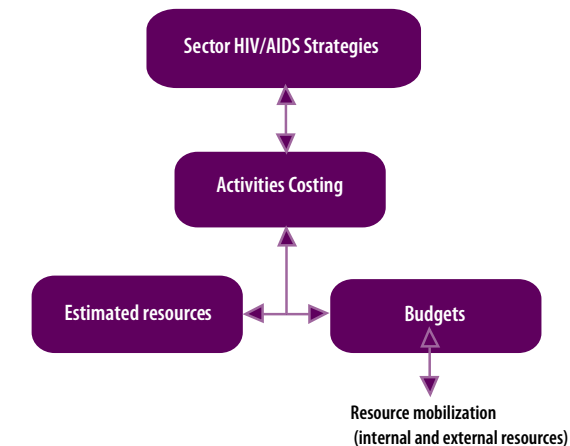 Sector HIV/AIDS Strategies
Activities Costing
Estimated resources
Budgets
Resource mobilization
(internal and external resources)